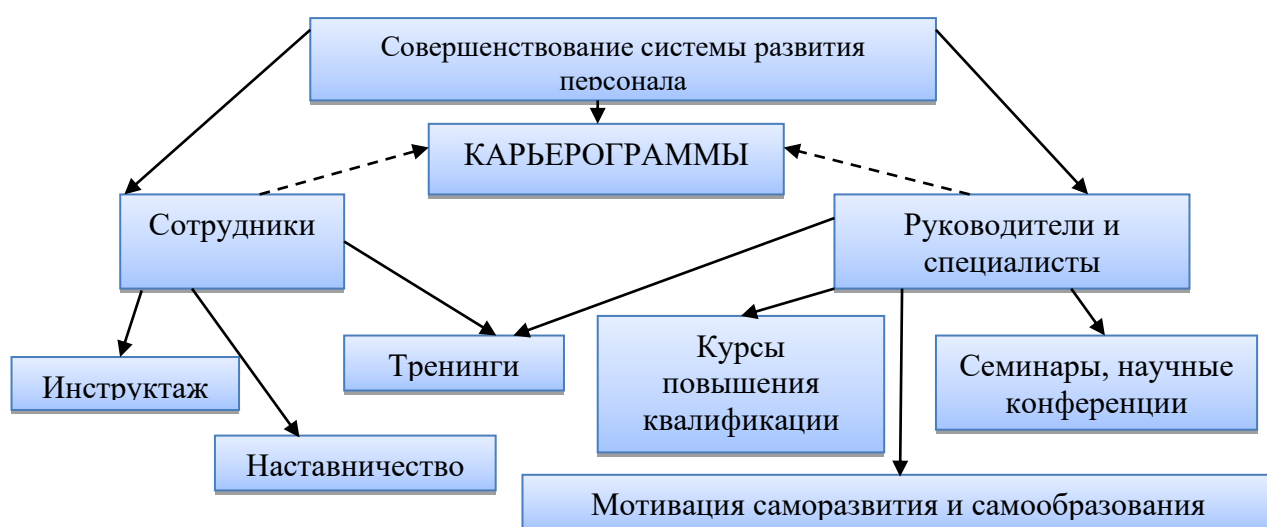 Совершенствование системы развития
персонала
КАРЬЕРОГРАММЫ
Сотрудники
Руководители и
специалисты
Инструктаж
Наставничество
Тренинги
Курсы
повышения
квалификации
Семинары, научные
конференции
Мотивация саморазвития и самообразования